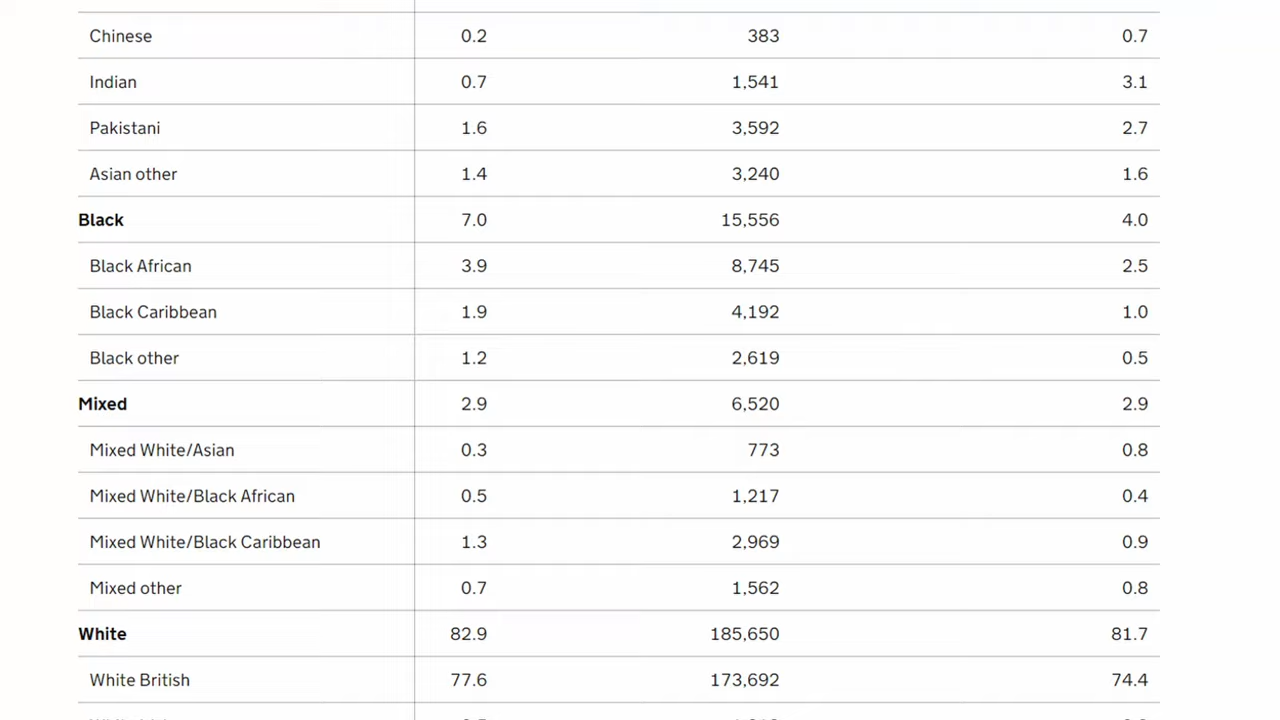 Chinese 0.2 383 0.7
Indian 0.7 1,541 3.1
Pakistani 1.6 3,592 2.7
Asian other 1.4 3,240 1.6
Black 7.0 15,556 4.0
Black African 3.9 8,745 2.5
Black Caribbean 1.9 4,192 1.0
Black other 1.2 2,619 0.5
Mixed 2.9 6,520 2.9
Mixed White/Asian 0.3 773 0.8
Mixed White/Black African 0.5 1,217 0.4
Mixed White/Black Caribbean 1.3 2,969 0.9
Mixed other 0.7 1,562 0.8
White 82.9 185,650 81.7
White British 77.6 173,692 74.4